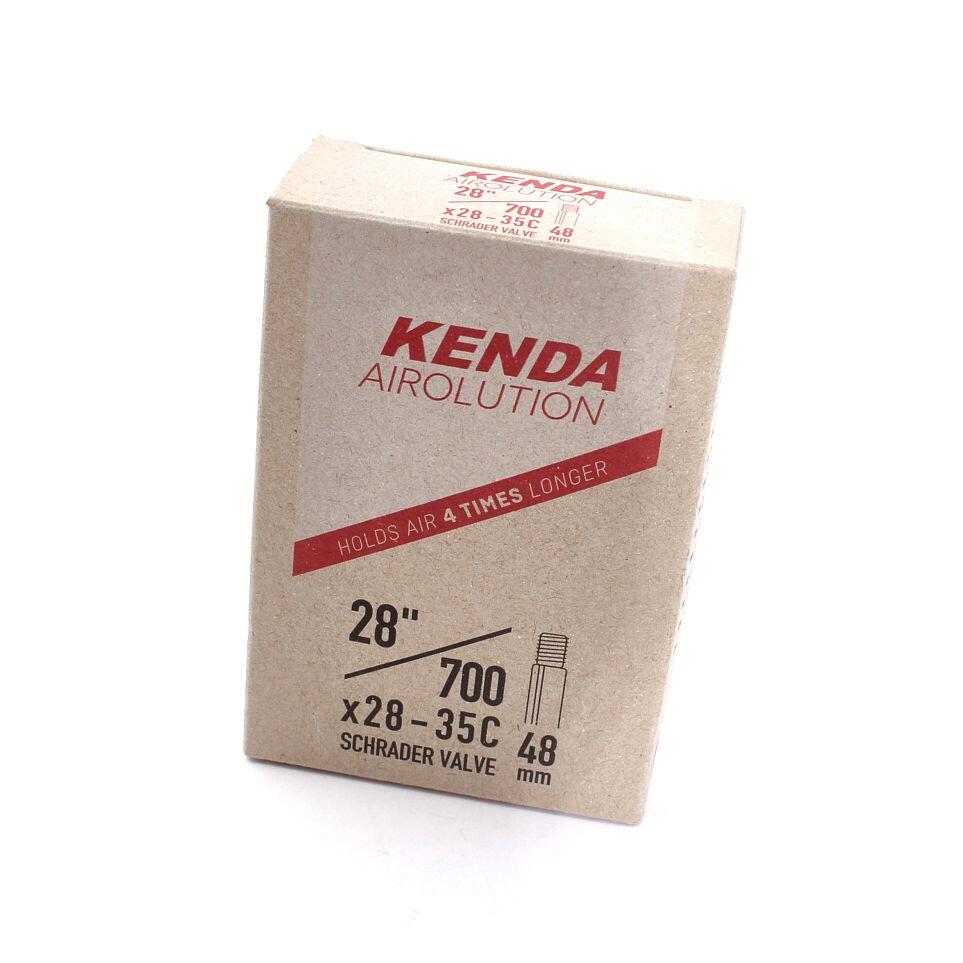 KENDA
AIROLUTION
28"
700
x28-35C
SCHRADER VALVE
48
mm
KENDA
AIROLUTION
HOLDS AIR 4 TIMES LONGER
28"
700
x28-35C
SCHRADER VALVE
48
mm